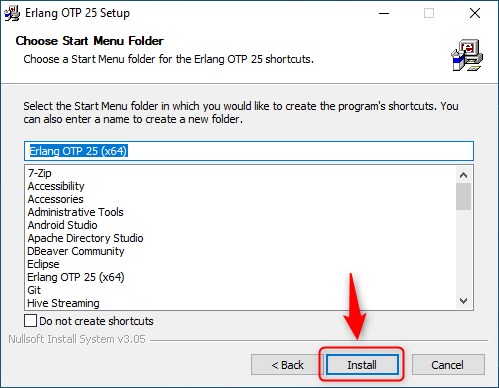 Erlang OTP 25 Setup
Choose Start Menu Folder
Choose a Start Menu folder for the Erlang OTP 25 shortcuts.
Select the Start Menu folder in which you would like to create the program's shortcuts. You
can also enter a name to create a new folder.
Erlang OTP 25 (x64)
7-Zip
Accessibility
Accessories
Administrative Tools
Android Studio
Apache Directory Studio
DBeaver Community
Eclipse
Erlang OTP 25 (x64)
Git
Hive Streaming
Do not create shortcuts
Nullsoft Install System v3.05
< Back
Install
Cancel